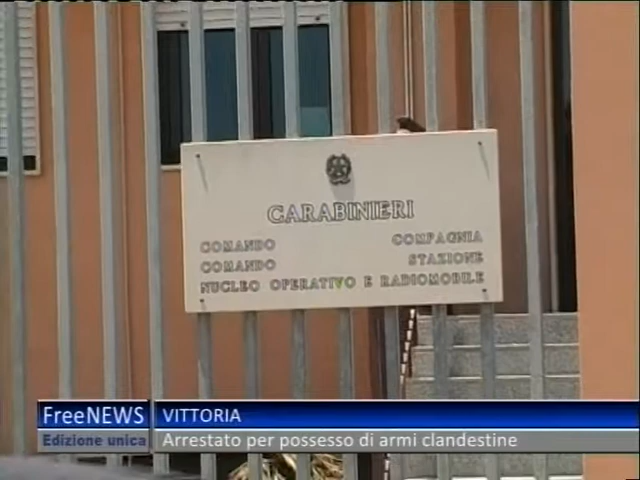 CARABINIERI
COMANDO COMPAGNIA
COMANDO STAZIONE
NUCLEO OPERATIVO E RADIOMOBILE
FreeNEWS VITTORIA
Edizione unica Arrestato per possesso di armi clandestine